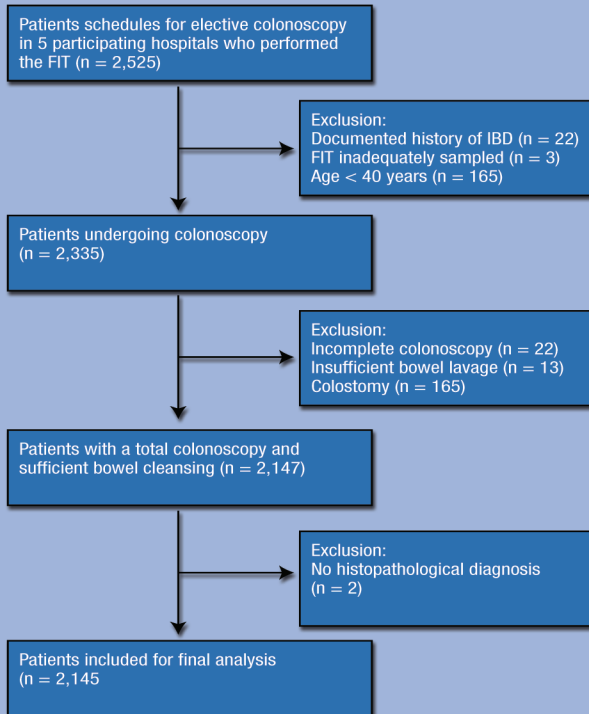 Patients schedules for elective colonoscopy
in 5 participating hospitals who performed
the FIT (n = 2,525)
Exclusion:
Documented history of IBD (n = 22)
FIT inadequately sampled (n = 3)
Age < 40 years (n = 165)
Patients undergoing colonoscopy
(n = 2,335)
Exclusion:
Incomplete colonoscopy (n = 22)
Insufficient bowel lavage (n = 13)
Colostomy (n = 165)
Patients with a total colonoscopy and
sufficient bowel cleansing (n = 2,147)
Exclusion:
No histopathological diagnosis
(n = 2)
Patients included for final analysis
(n = 2,145